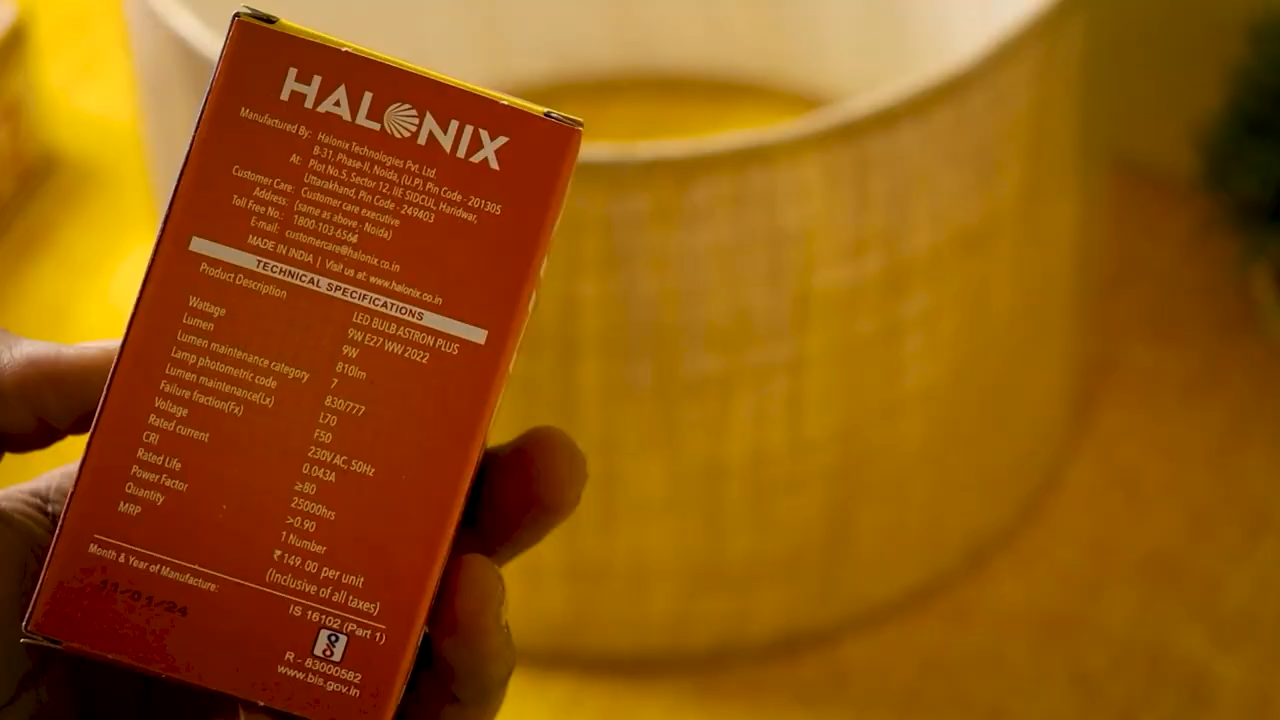 HALONIX
Manufactured By: Halonix Technologies Pvt. Ltd.
B-31, Phase-II, Noida, (U.P.), Pin Code - 201305
At: Plot No.5, Sector 12, IIE SIDCUL, Haridwar,
Uttarakhand, Pin Code - 249403
Customer Care: Customer care executive
Address: (same as above - Noida)
Toll Free No.: 1800-103-6564
E-mail: customercare@halonix.co.in
MADE IN INDIA | Visit us at: www.halonix.co.in
TECHNICAL SPECIFICATIONS
Product Description LED BULB ASTRON PLUS
9W E27 WW 2022
Wattage 9W
Lumen 810lm
Lumen maintenance category 7
Lamp photometric code 830/777
Lumen maintenance(Lx) L70
Failure fraction(Fx) F50
Voltage 230V AC, 50Hz
Rated current 0.043A
CRI ≥80
Rated Life 25000hrs
Power Factor >0.90
Quantity 1 Number
MRP ₹149.00 per unit
(Inclusive of all taxes)
Month & Year of Manufacture:
/01/24
IS 16102 (Part 1)
R - 83000582
www.bis.gov.in